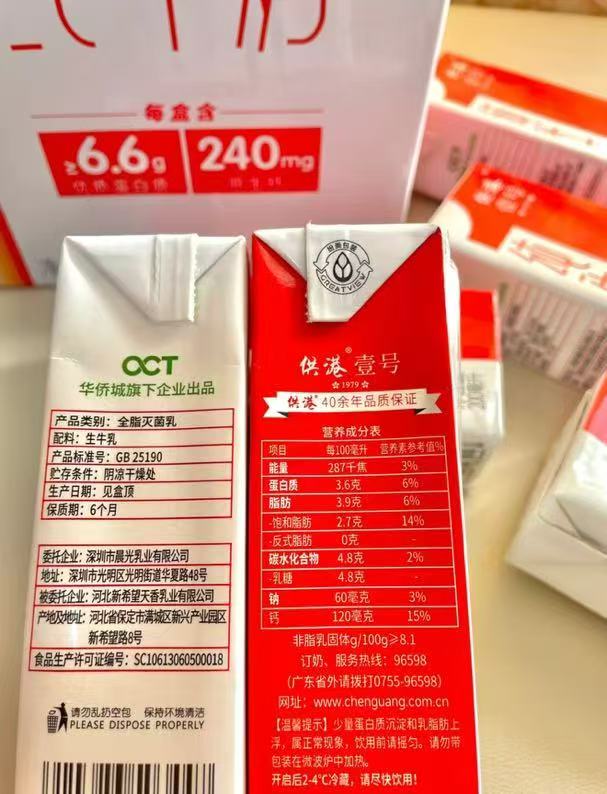 每盒含
≥6.6g
优质蛋白质
240mg
恒美包装
GREATVIEW
OCT
华侨城旗下企业出品
产品类别：全脂灭菌乳
配料：生牛乳
产品标准号：GB 25190
贮存条件：阴凉干燥处
生产日期：见盒顶
保质期：6个月
委托企业：深圳市晨光乳业有限公司
地址：深圳市光明区光明街道华夏路48号
被委托企业：河北新希望天香乳业有限公司
产地及地址：河北省保定市满城区新兴产业园区
新希望路8号
食品生产许可证编号：SC10613060500018
请勿乱扔空包 保持环境清洁
PLEASE DISPOSE PROPERLY
供港®壹号
☆1979☆
供港® 40余年品质保证
营养成分表
项目 每100毫升 营养素参考值%
能量 287千焦 3%
蛋白质 3.6克 6%
脂肪 3.9克 6%
-饱和脂肪 2.7克 14%
-反式脂肪 0克 -
碳水化合物 4.8克 2%
-乳糖 4.8克 -
钠 60毫克 3%
钙 120毫克 15%
非脂乳固体g/100g≥8.1
订奶、服务热线：96598
（广东省外请拨打0755-96598）
网址：www.chenguang.com.cn
【温馨提示】少量蛋白质沉淀和乳脂肪上
浮，属正常现象，饮用前请摇匀。请勿带
包装在微波炉中加热。
开启后2-4℃冷藏，请尽快饮用！